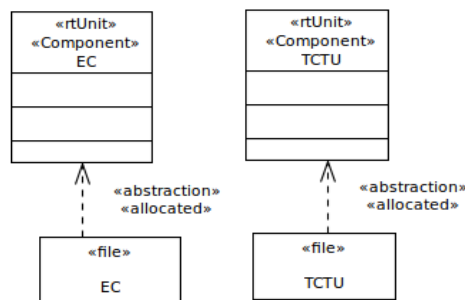 «rtUnit»
«Component»
EC
«rtUnit»
«Component»
TCTU
«abstraction»
«allocated»
«abstraction»
«allocated»
«file»
EC
«file»
TCTU